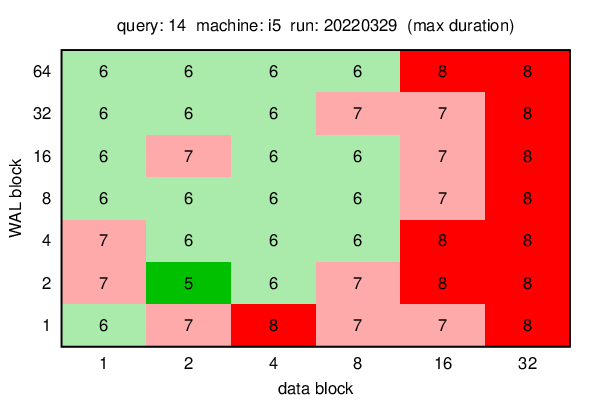 query: 14 machine: i5 run: 20220329 (max duration)
64 6 6 6 6 8 8
32 6 6 6 7 7 8
16 6 7 6 6 7 8
8 6 6 6 6 7 8
4 7 6 6 6 8 8
2 7 5 6 7 8 8
1 6 7 8 7 7 8
1 2 4 8 16 32
WAL block
data block